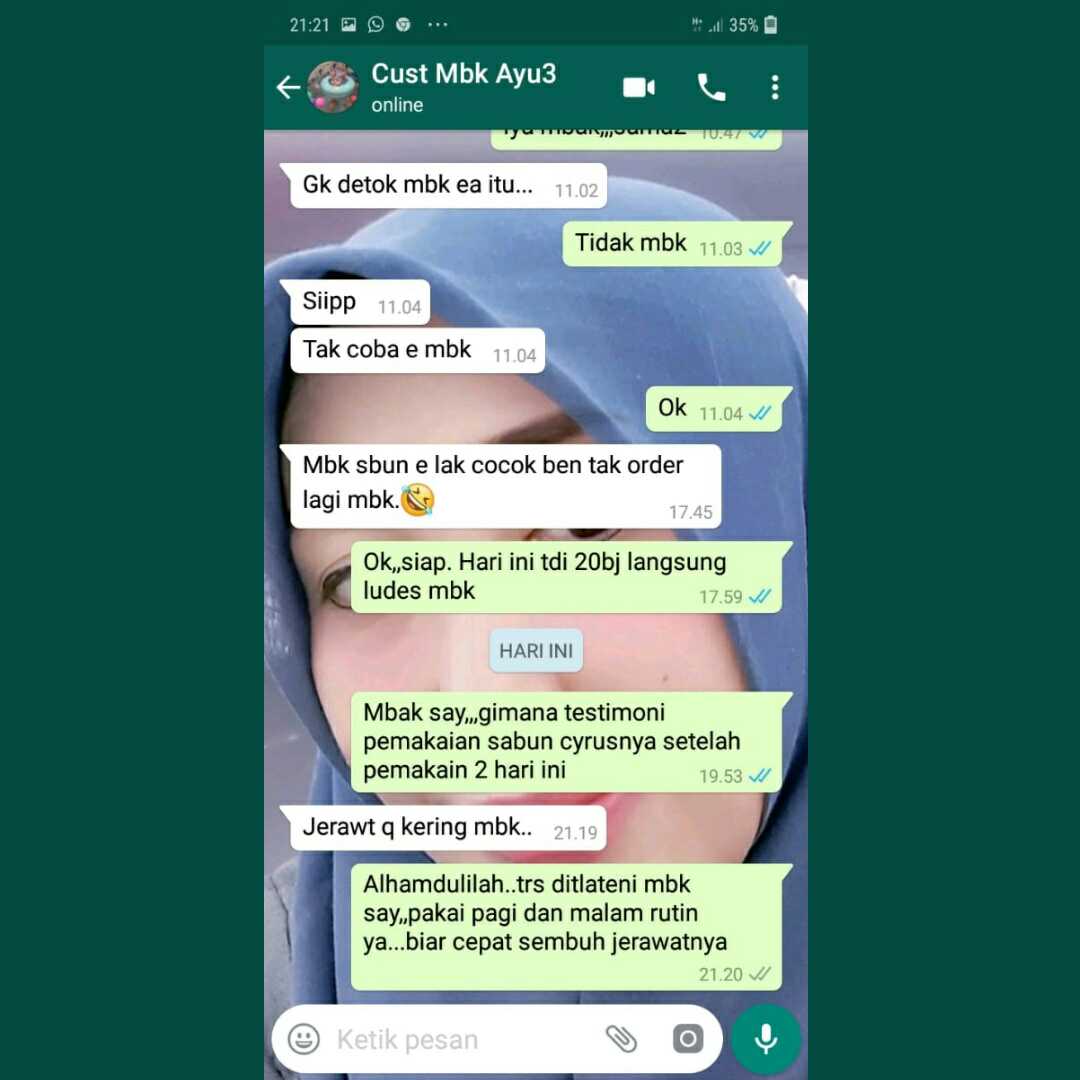 21:21
35%
Cust Mbk Ayu3
online
10.47
Gk detok mbk ea itu... 11.02
Tidak mbk 11.03
Siipp 11.04
Tak coba e mbk 11.04
Ok 11.04
Mbk sbun e lak cocok ben tak order
lagi mbk.🤣 17.45
Ok,,siap. Hari ini tdi 20bj langsung
ludes mbk 17.59
HARI INI
Mbak say,,,gimana testimoni
pemakaian sabun cyrusnya setelah
pemakain 2 hari ini 19.53
Jerawt q kering mbk.. 21.19
Alhamdulilah..trs ditlateni mbk
say,,pakai pagi dan malam rutin
ya...biar cepat sembuh jerawatnya
21.20
Ketik pesan